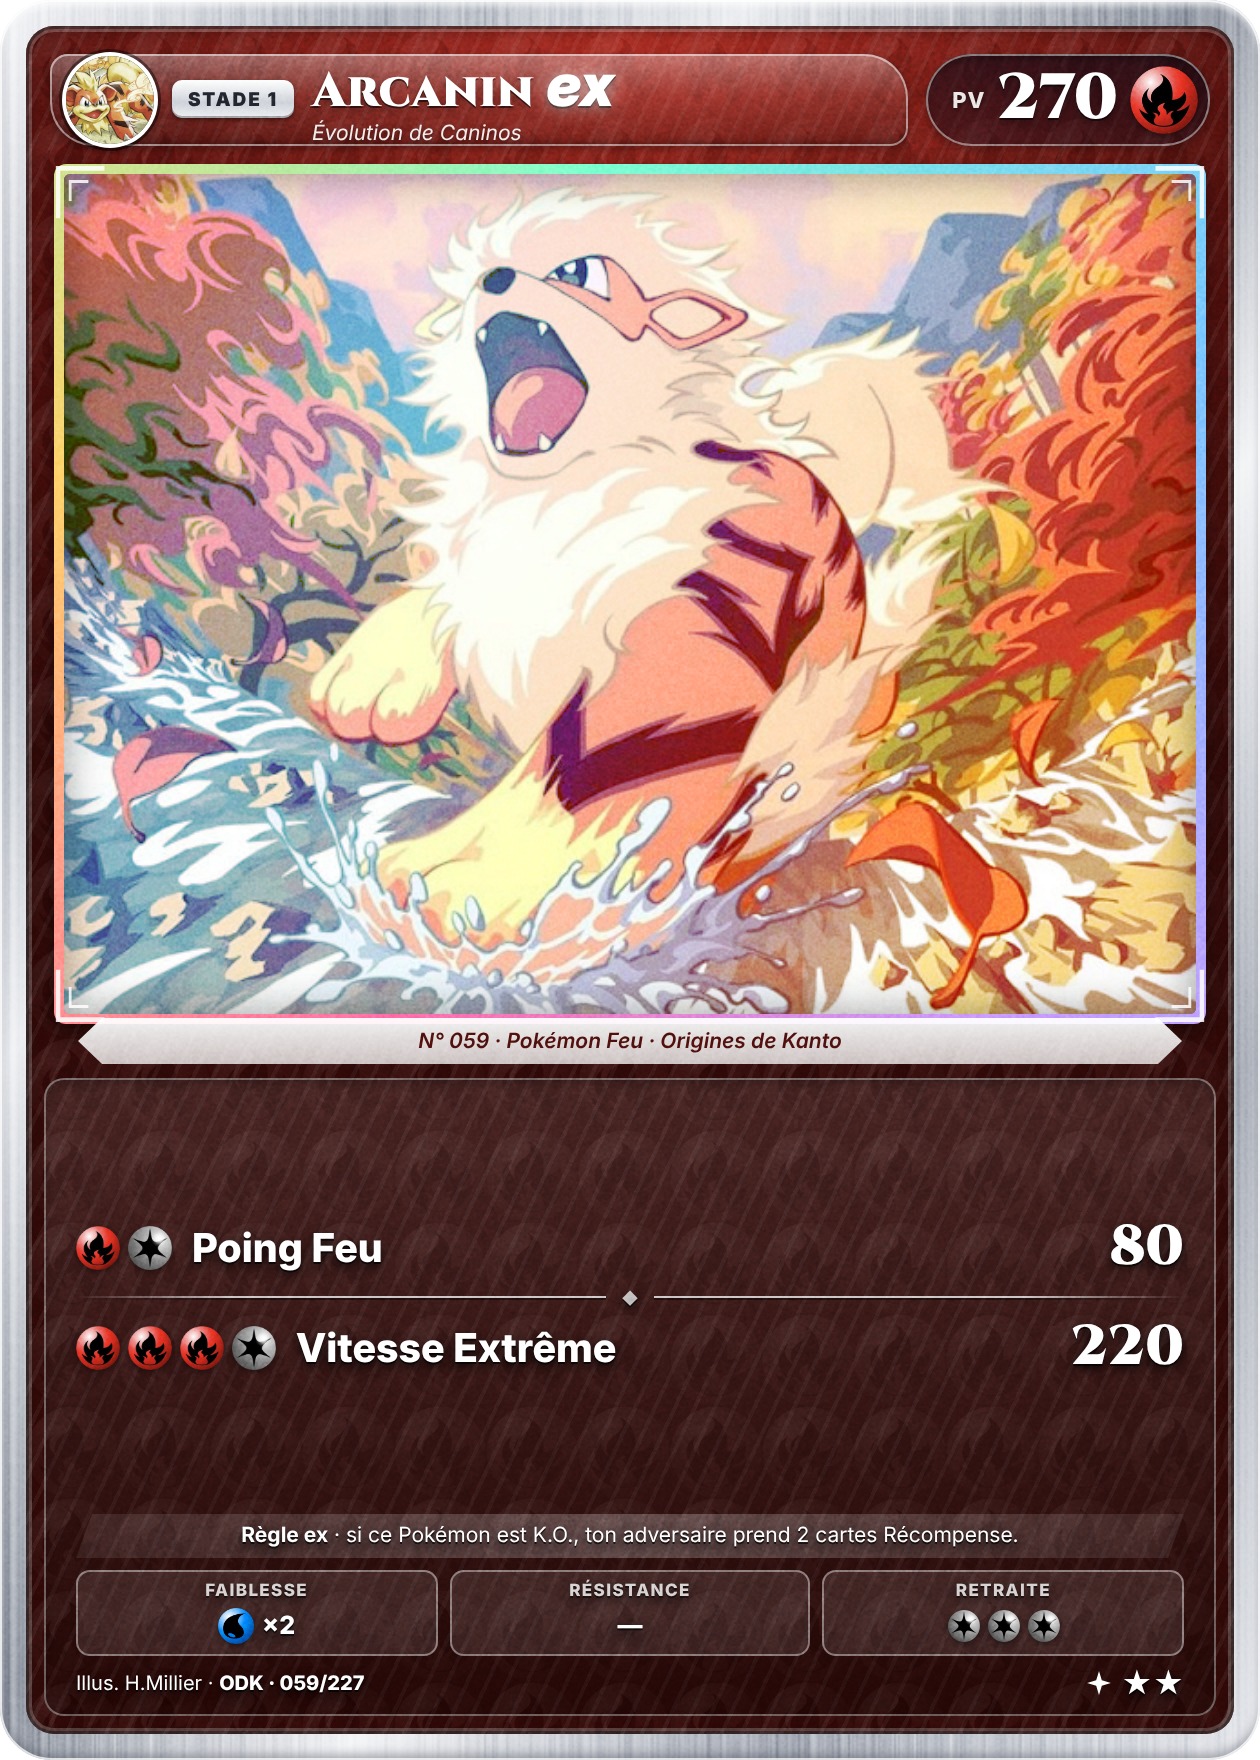 STADE 1
ARCANIN ex
Évolution de Caninos
PV 270
N° 059 · Pokémon Feu · Origines de Kanto
Poing Feu 80
Vitesse Extrême 220
Règle ex · si ce Pokémon est K.O., ton adversaire prend 2 cartes Récompense.
FAIBLESSE
×2
RÉSISTANCE
—
RETRAITE
Illus. H.Millier · ODK · 059/227